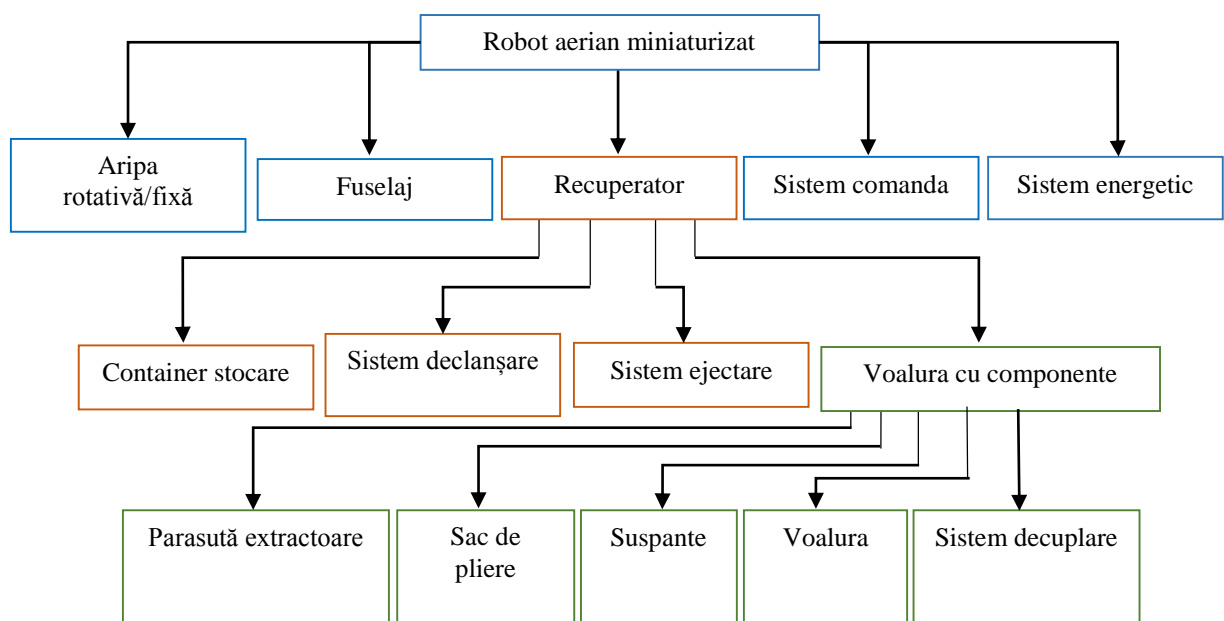 Robot aerian miniaturizat
Aripa
rotativă/fixă
Fuselaj
Recuperator
Sistem comanda
Sistem energetic
Container stocare
Sistem declanșare
Sistem ejectare
Voalura cu componente
Parasută extractoare
Sac de
pliere
Suspante
Voalura
Sistem decuplare